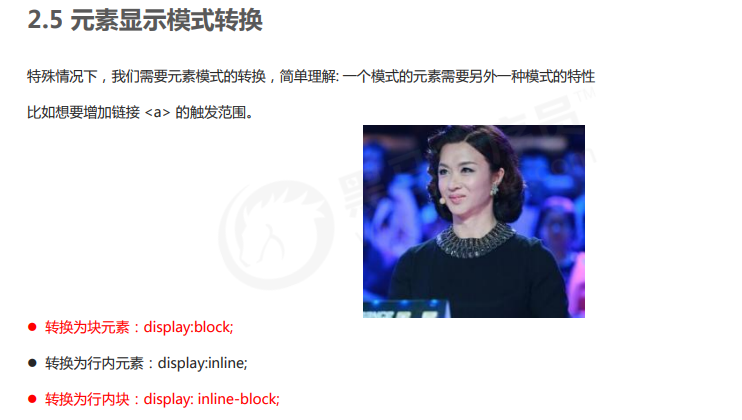 2.5 元素显示模式转换
特殊情况下，我们需要元素模式的转换，简单理解: 一个模式的元素需要另外一种模式的特性
比如想要增加链接 <a> 的触发范围。
转换为块元素：display:block;
转换为行内元素：display:inline;
转换为行内块：display: inline-block;